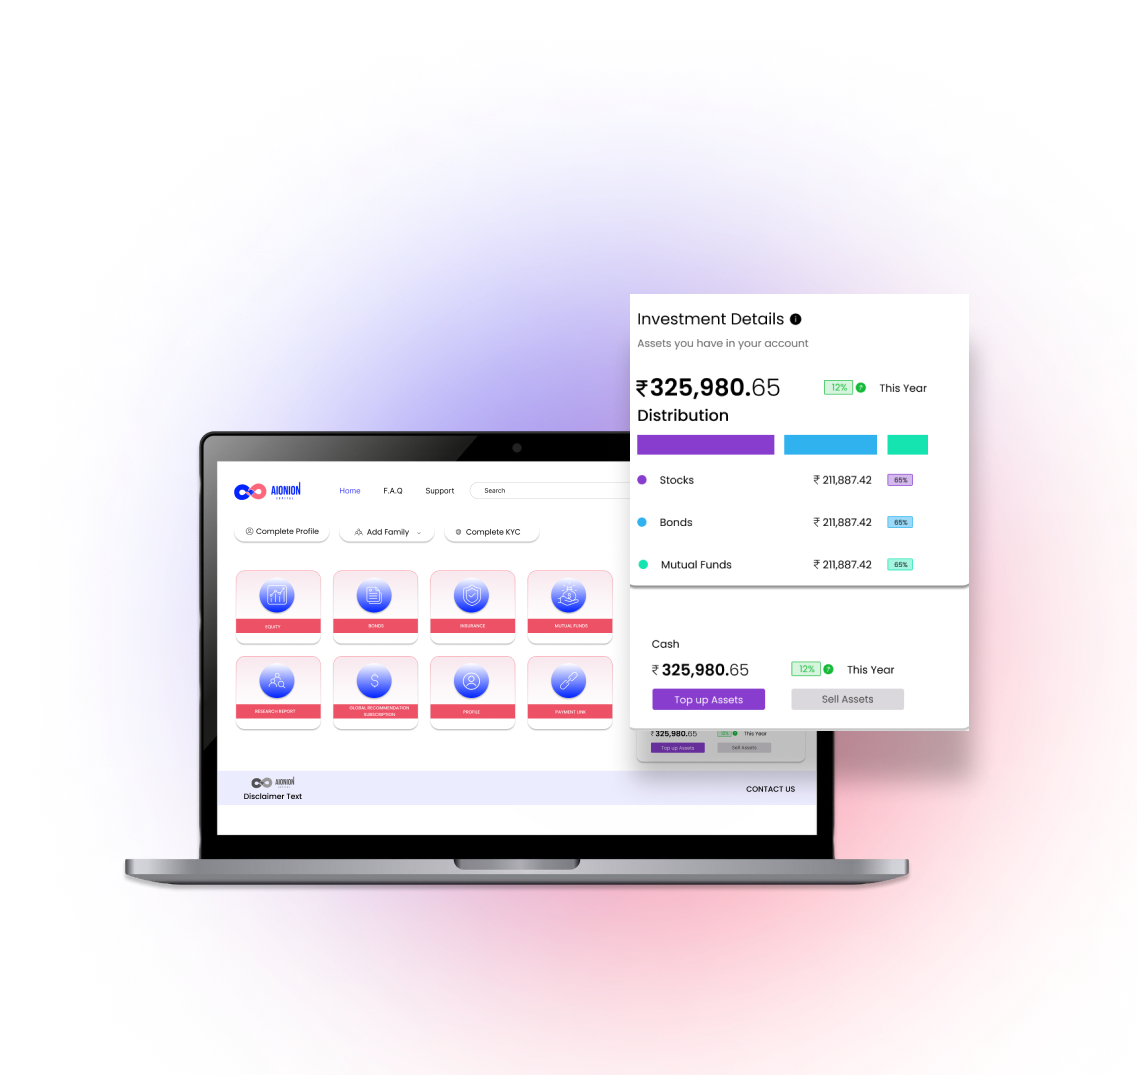 Investment Details
Assets you have in your account
₹325,980.65 12% This Year
Distribution
Stocks ₹ 211,887.42 65%
Bonds ₹ 211,887.42 65%
Mutual Funds ₹ 211,887.42 65%
Cash
₹ 325,980.65 12% This Year
Top up Assets Sell Assets
AIONION
CAPITAL
Home F.A.Q Support Search
Complete Profile Add Family Complete KYC
EQUITY BONDS INSURANCE MUTUAL FUNDS
RESEARCH REPORT GLOBAL RECOMMENDATION SUBSCRIPTION PROFILE PAYMENT LINK
₹325,980.65 This Year
Top up Assets Sell Assets
AIONION
Disclaimer Text CONTACT US